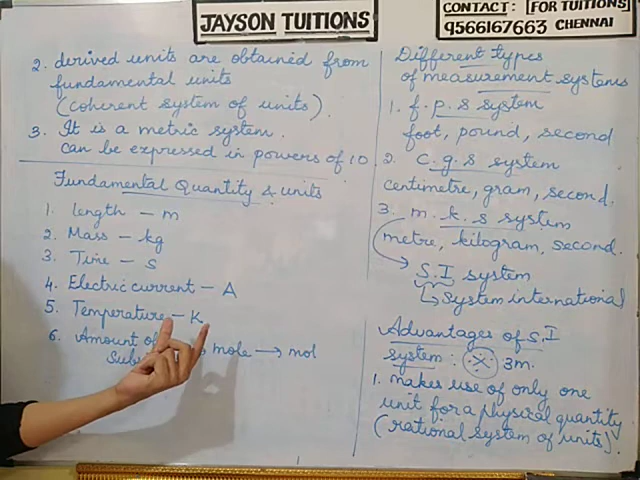 JAYSON TUITIONS
CONTACT: [FOR TUITIONS]
9566167663 CHENNAI
2. derived units are obtained from
fundamental units
(coherent system of units).
3. It is a metric system.
can be expressed in powers of 10.
Fundamental Quantity & units
1. length – m
2. Mass – kg
3. Time – s
4. Electric current – A
5. Temperature – K
6. Amount of
mole → mol
Different types
of measurement systems
1. f.p.s system
foot, pound, second
2. c.g.s system
centimetre, gram, second.
3. m.k.s system
metre, kilogram, second.
S.I system
System international
Advantages of S.I
system: 3m.
1. makes use of only one
unit for a physical quantity
(rational system of units).